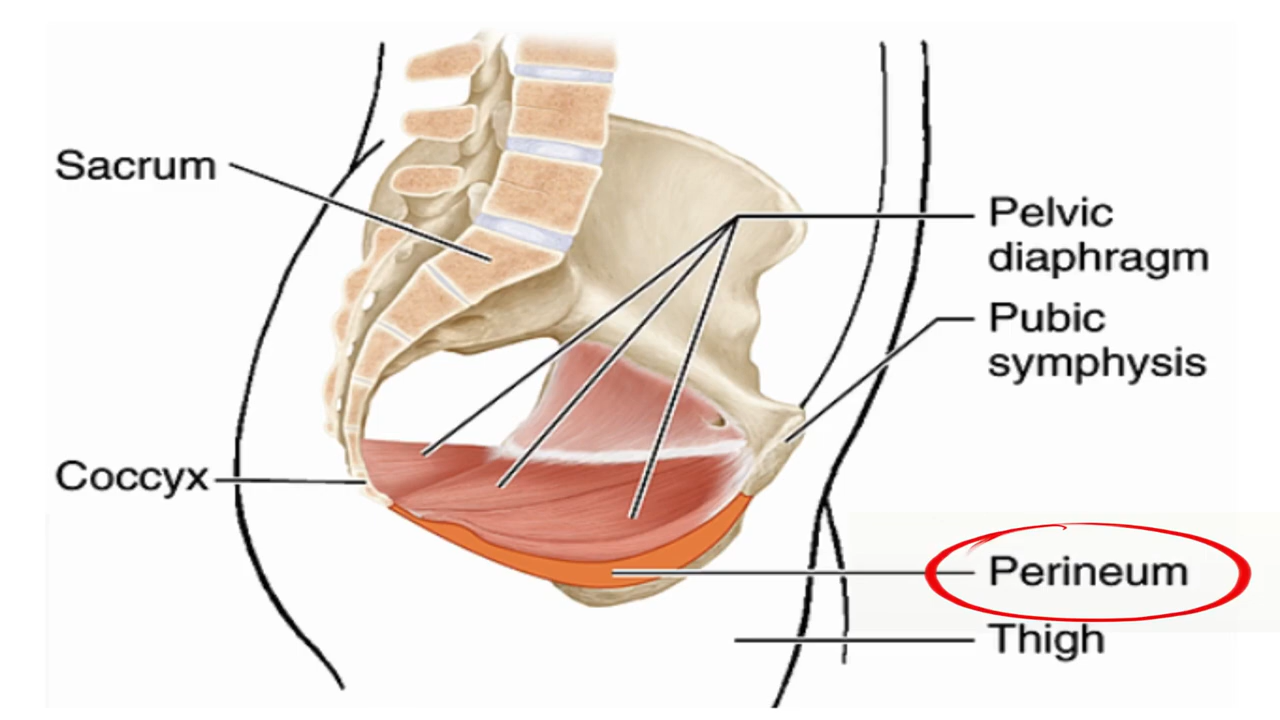 Sacrum
Pelvic
diaphragm
Pubic
symphysis
Coccyx
Perineum
Thigh